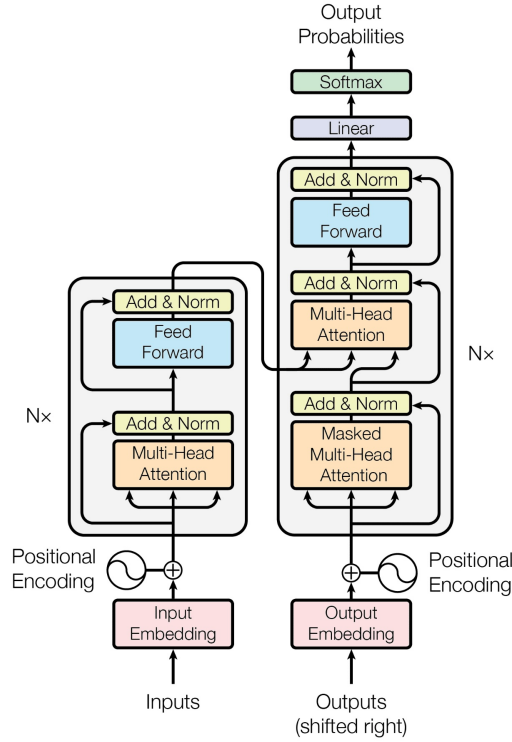 Output
Probabilities
Softmax
Linear
Add & Norm
Feed
Forward
Add & Norm
Multi-Head
Attention
Add & Norm
Masked
Multi-Head
Attention
N×
Add & Norm
Feed
Forward
Add & Norm
Multi-Head
Attention
N×
Positional
Encoding
Positional
Encoding
Input
Embedding
Output
Embedding
Inputs
Outputs
(shifted right)